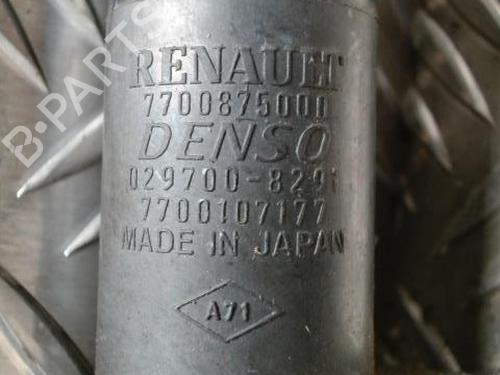 RENAULT
7700875000
DENSO
029700-8291
7700107177
MADE IN JAPAN
A71
B-PARTS